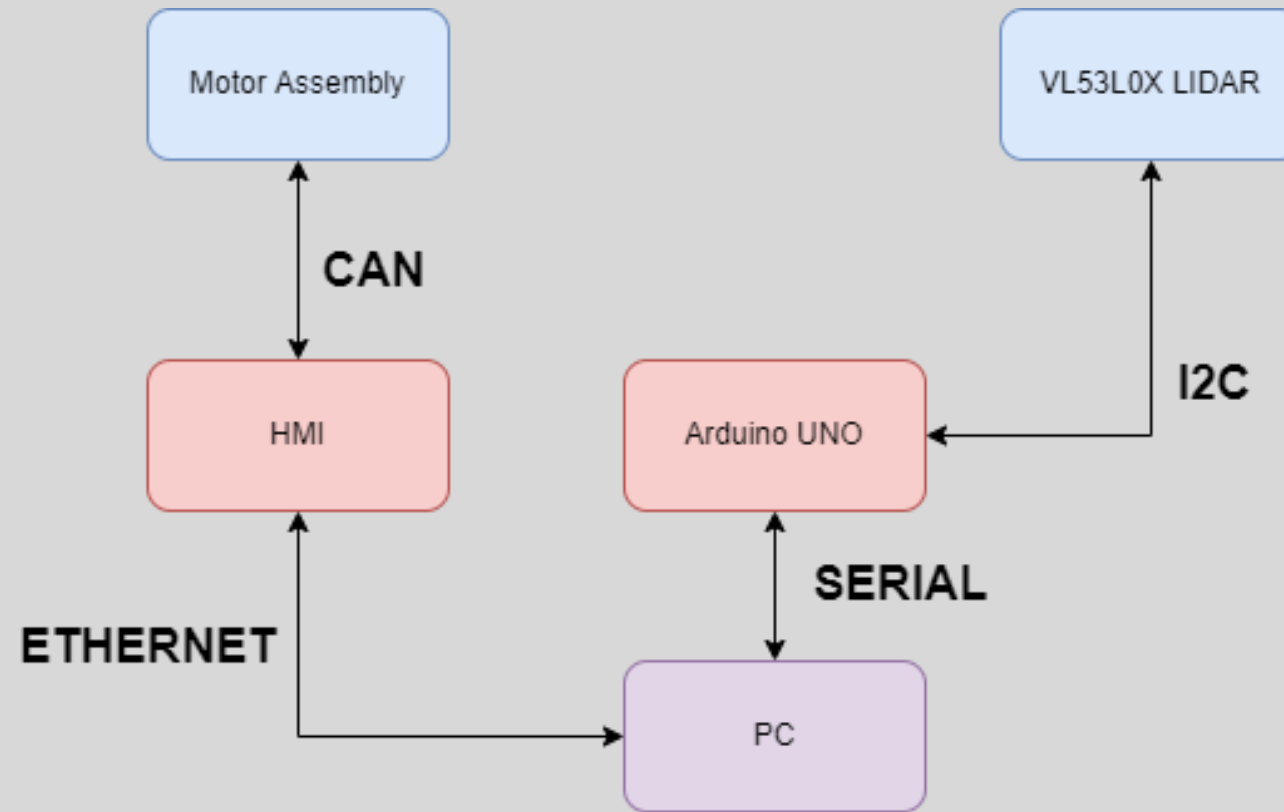 Motor Assembly
VL53L0X LIDAR
CAN
I2C
HMI
Arduino UNO
SERIAL
ETHERNET
PC